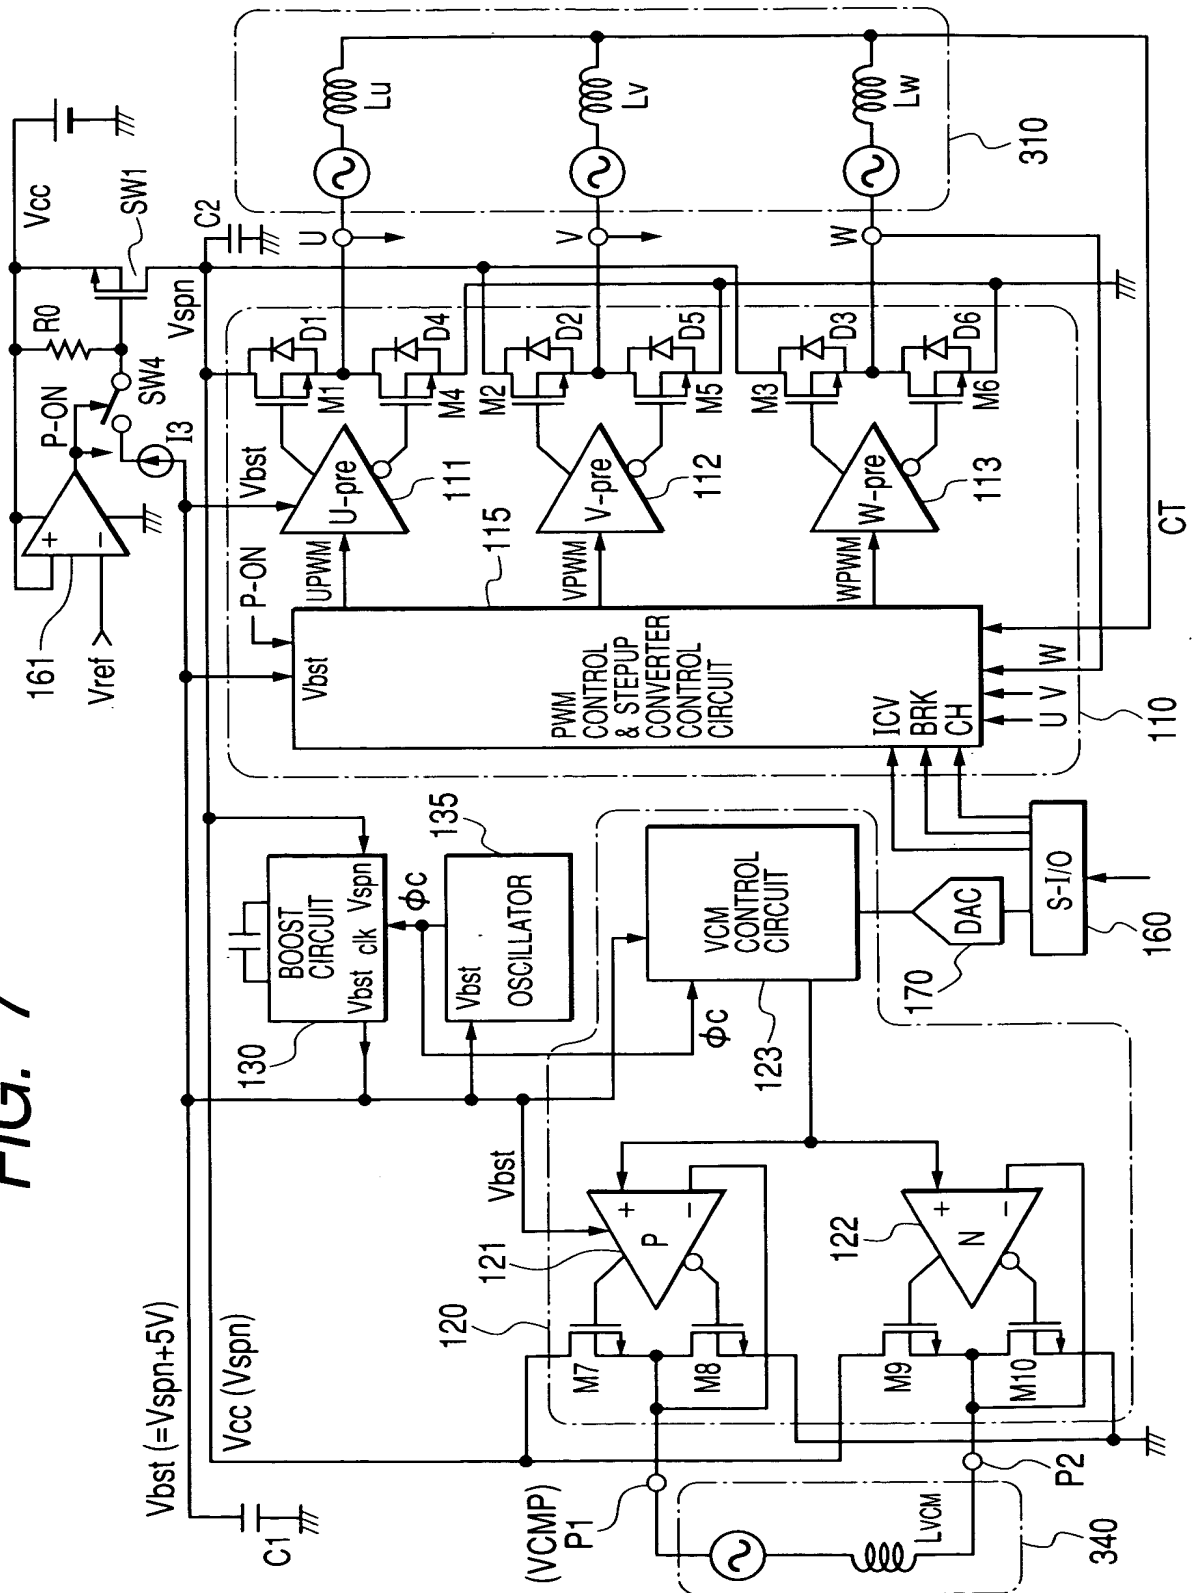 FIG. 7
Vbst (=Vspn+5V)
Vcc (Vspn)
C1
(VCMP)
P1
P2
LVCM
340
120
M7
M8
M9
M10
121
P
+
−
122
N
+
−
Vbst
130
BOOST
CIRCUIT
Vbst clk Vspn
ϕc
135
Vbst
OSCILLATOR
ϕc
123
VCM
CONTROL
CIRCUIT
170
DAC
S-I/O
160
161
Vref
+
−
P-ON
SW4
I3
R0
Vcc
SW1
Vspn
C2
P-ON
Vbst
Vbst
115
PWM
CONTROL
& STEPUP
CONVERTER
CONTROL
CIRCUIT
ICV
BRK
CH
U V
W
110
UPWM
VPWM
WPWM
U-pre
111
V-pre
112
W-pre
113
M1
D1
M4
D4
M2
D2
M5
D5
M3
D3
M6
D6
U
V
W
Lu
Lv
Lw
310
CT